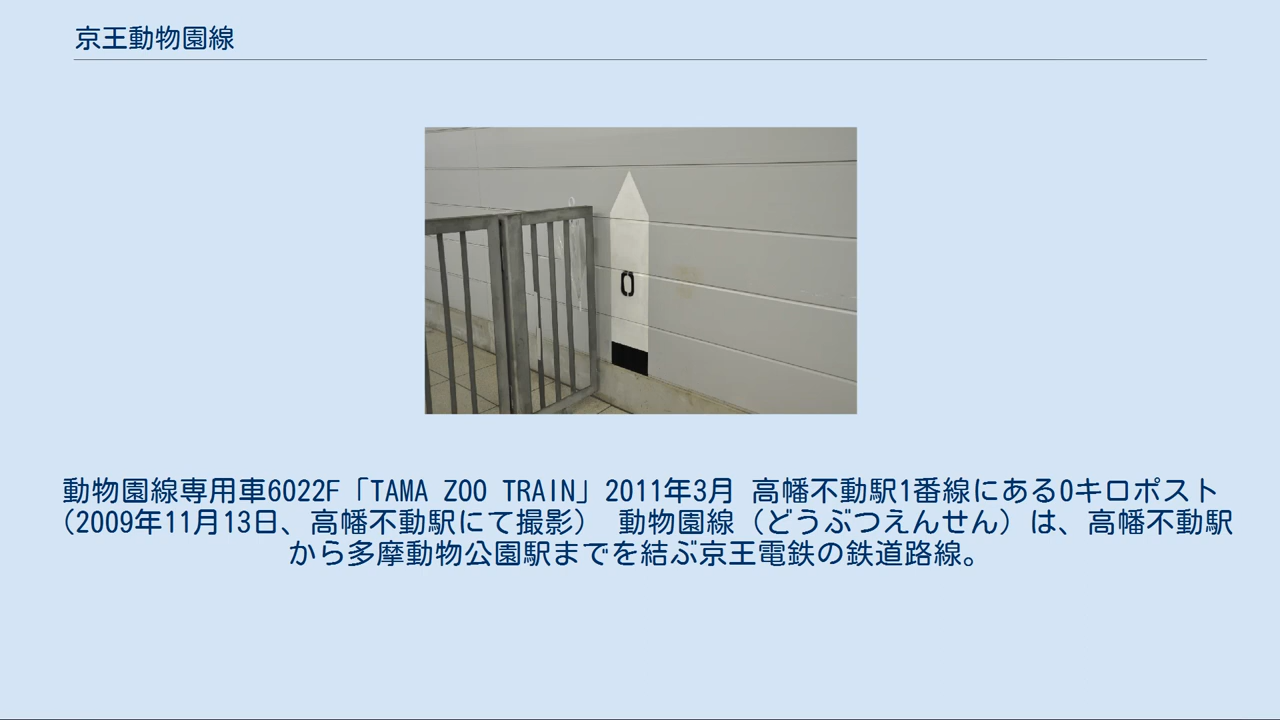 京王動物園線
0
動物園線専用車6022F「TAMA ZOO TRAIN」2011年3月 高幡不動駅1番線にある0キロポスト
（2009年11月13日、高幡不動駅にて撮影） 動物園線（どうぶつえんせん）は、高幡不動駅
から多摩動物公園駅までを結ぶ京王電鉄の鉄道路線。